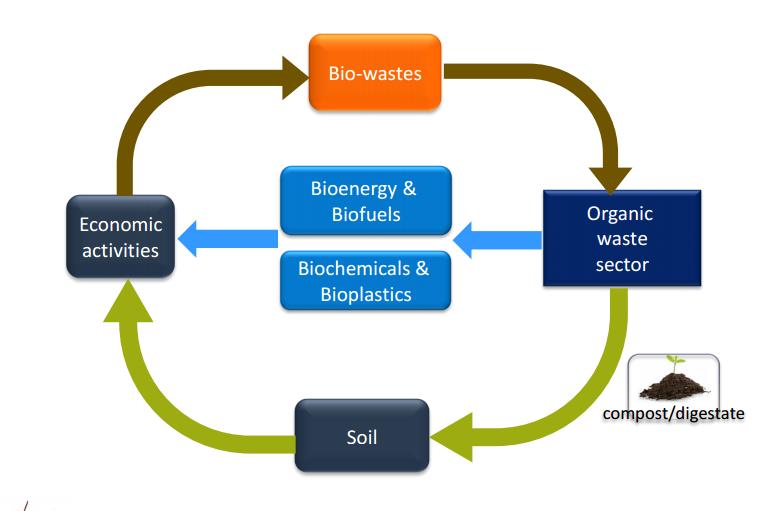 Bio-wastes
Bioenergy &
Biofuels
Economic
activities
Organic
waste
sector
Biochemicals &
Bioplastics
compost/digestate
Soil